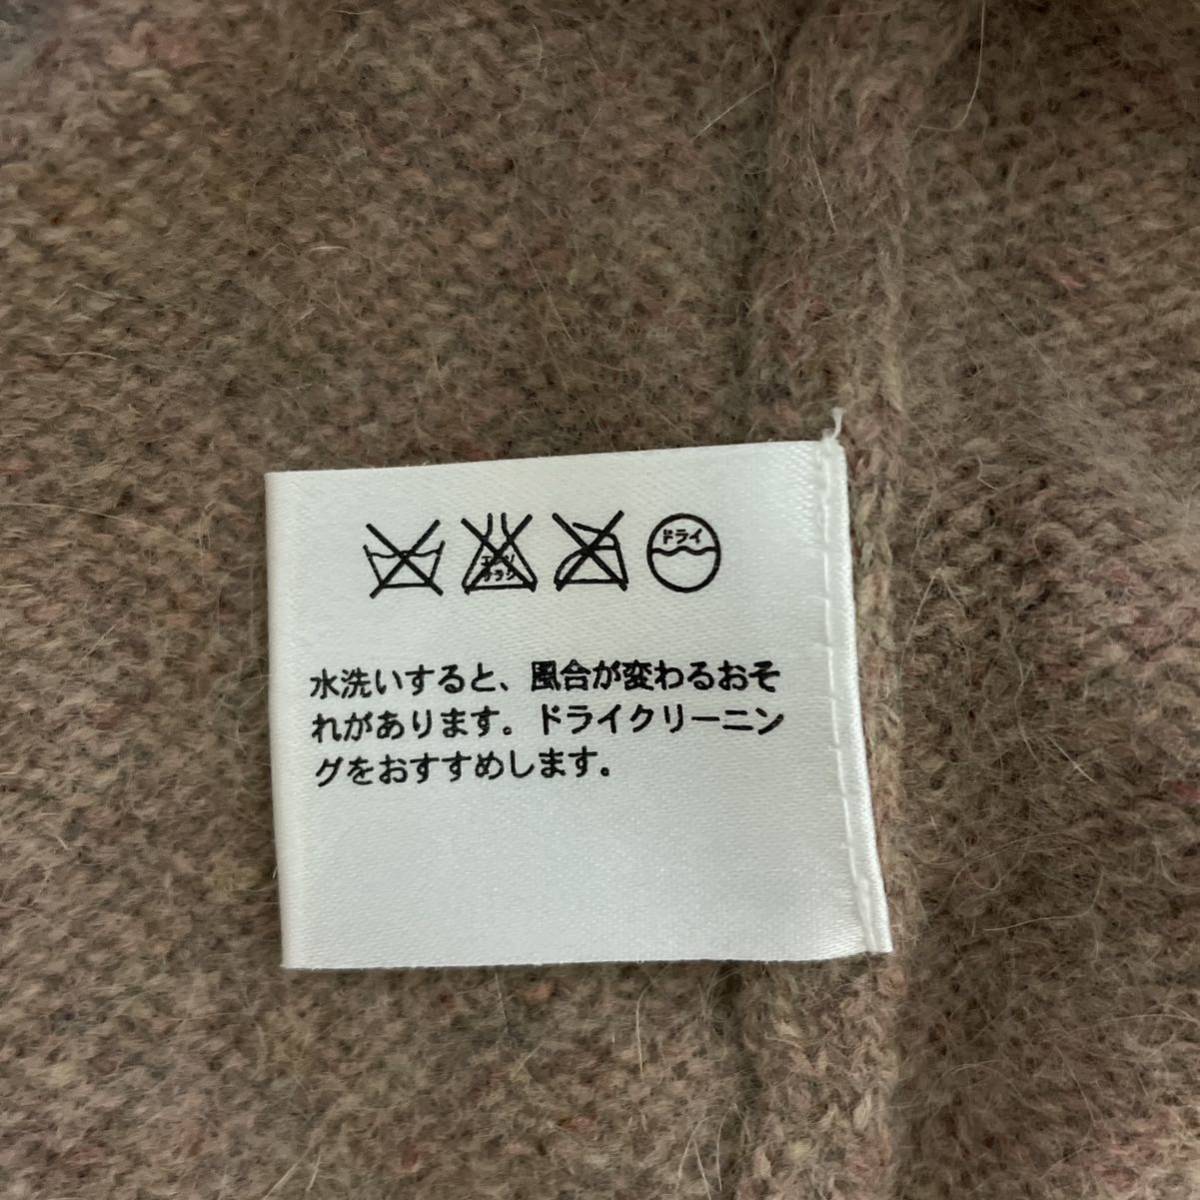 ドライ
水洗いすると、風合が変わるおそ
れがあります。ドライクリーニン
グをおすすめします。